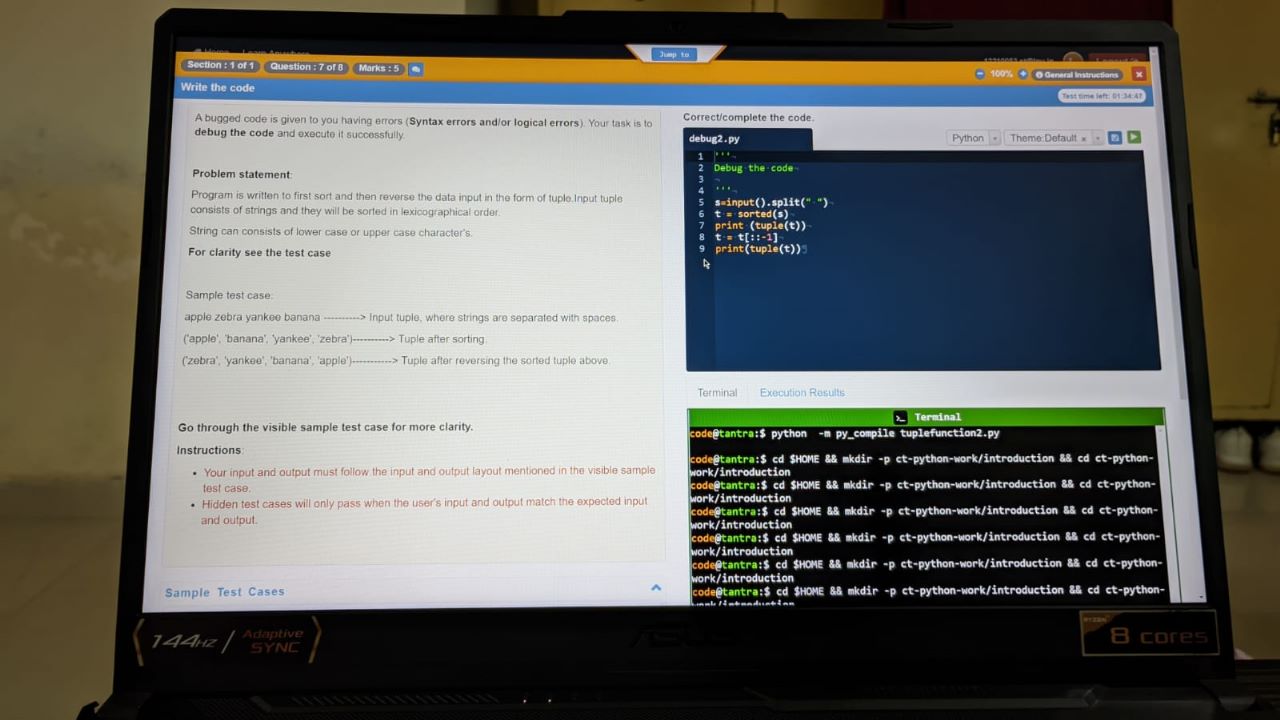 Jump to
Section : 1 of 1 Question : 7 of 8 Marks : 5
100% General Instructions
Write the code
Test time left: 01:34:47
A bugged code is given to you having errors (Syntax errors and/or logical errors). Your task is to
debug the code and execute it successfully.
Problem statement:
Program is written to first sort and then reverse the data input in the form of tuple.Input tuple
consists of strings and they will be sorted in lexicographical order.
String can consists of lower case or upper case character's.
For clarity see the test case
Sample test case:
apple zebra yankee banana ----------> Input tuple, where strings are separated with spaces.
('apple', 'banana', 'yankee', 'zebra')----------> Tuple after sorting.
('zebra', 'yankee', 'banana', 'apple')-----------> Tuple after reversing the sorted tuple above.
Go through the visible sample test case for more clarity.
Instructions:
Your input and output must follow the input and output layout mentioned in the visible sample
test case.
Hidden test cases will only pass when the user's input and output match the expected input
and output.
Sample Test Cases
Correct/complete the code.
debug2.py Python Theme:Default
1 '''
2 Debug the code
3
4 '''
5 s=input().split(" ")
6 t = sorted(s)
7 print (tuple(t))
8 t = t[::-1]
9 print(tuple(t))
Terminal Execution Results
Terminal
code@tantra:$ python -m py_compile tuplefunction2.py
code@tantra:$ cd $HOME && mkdir -p ct-python-work/introduction && cd ct-python-
work/introduction
code@tantra:$ cd $HOME && mkdir -p ct-python-work/introduction && cd ct-python-
work/introduction
code@tantra:$ cd $HOME && mkdir -p ct-python-work/introduction && cd ct-python-
work/introduction
code@tantra:$ cd $HOME && mkdir -p ct-python-work/introduction && cd ct-python-
work/introduction
code@tantra:$ cd $HOME && mkdir -p ct-python-work/introduction && cd ct-python-
work/introduction
code@tantra:$ cd $HOME && mkdir -p ct-python-work/introduction && cd ct-python-
work/introduction
144Hz / Adaptive
SYNC
RYZEN
8 cores